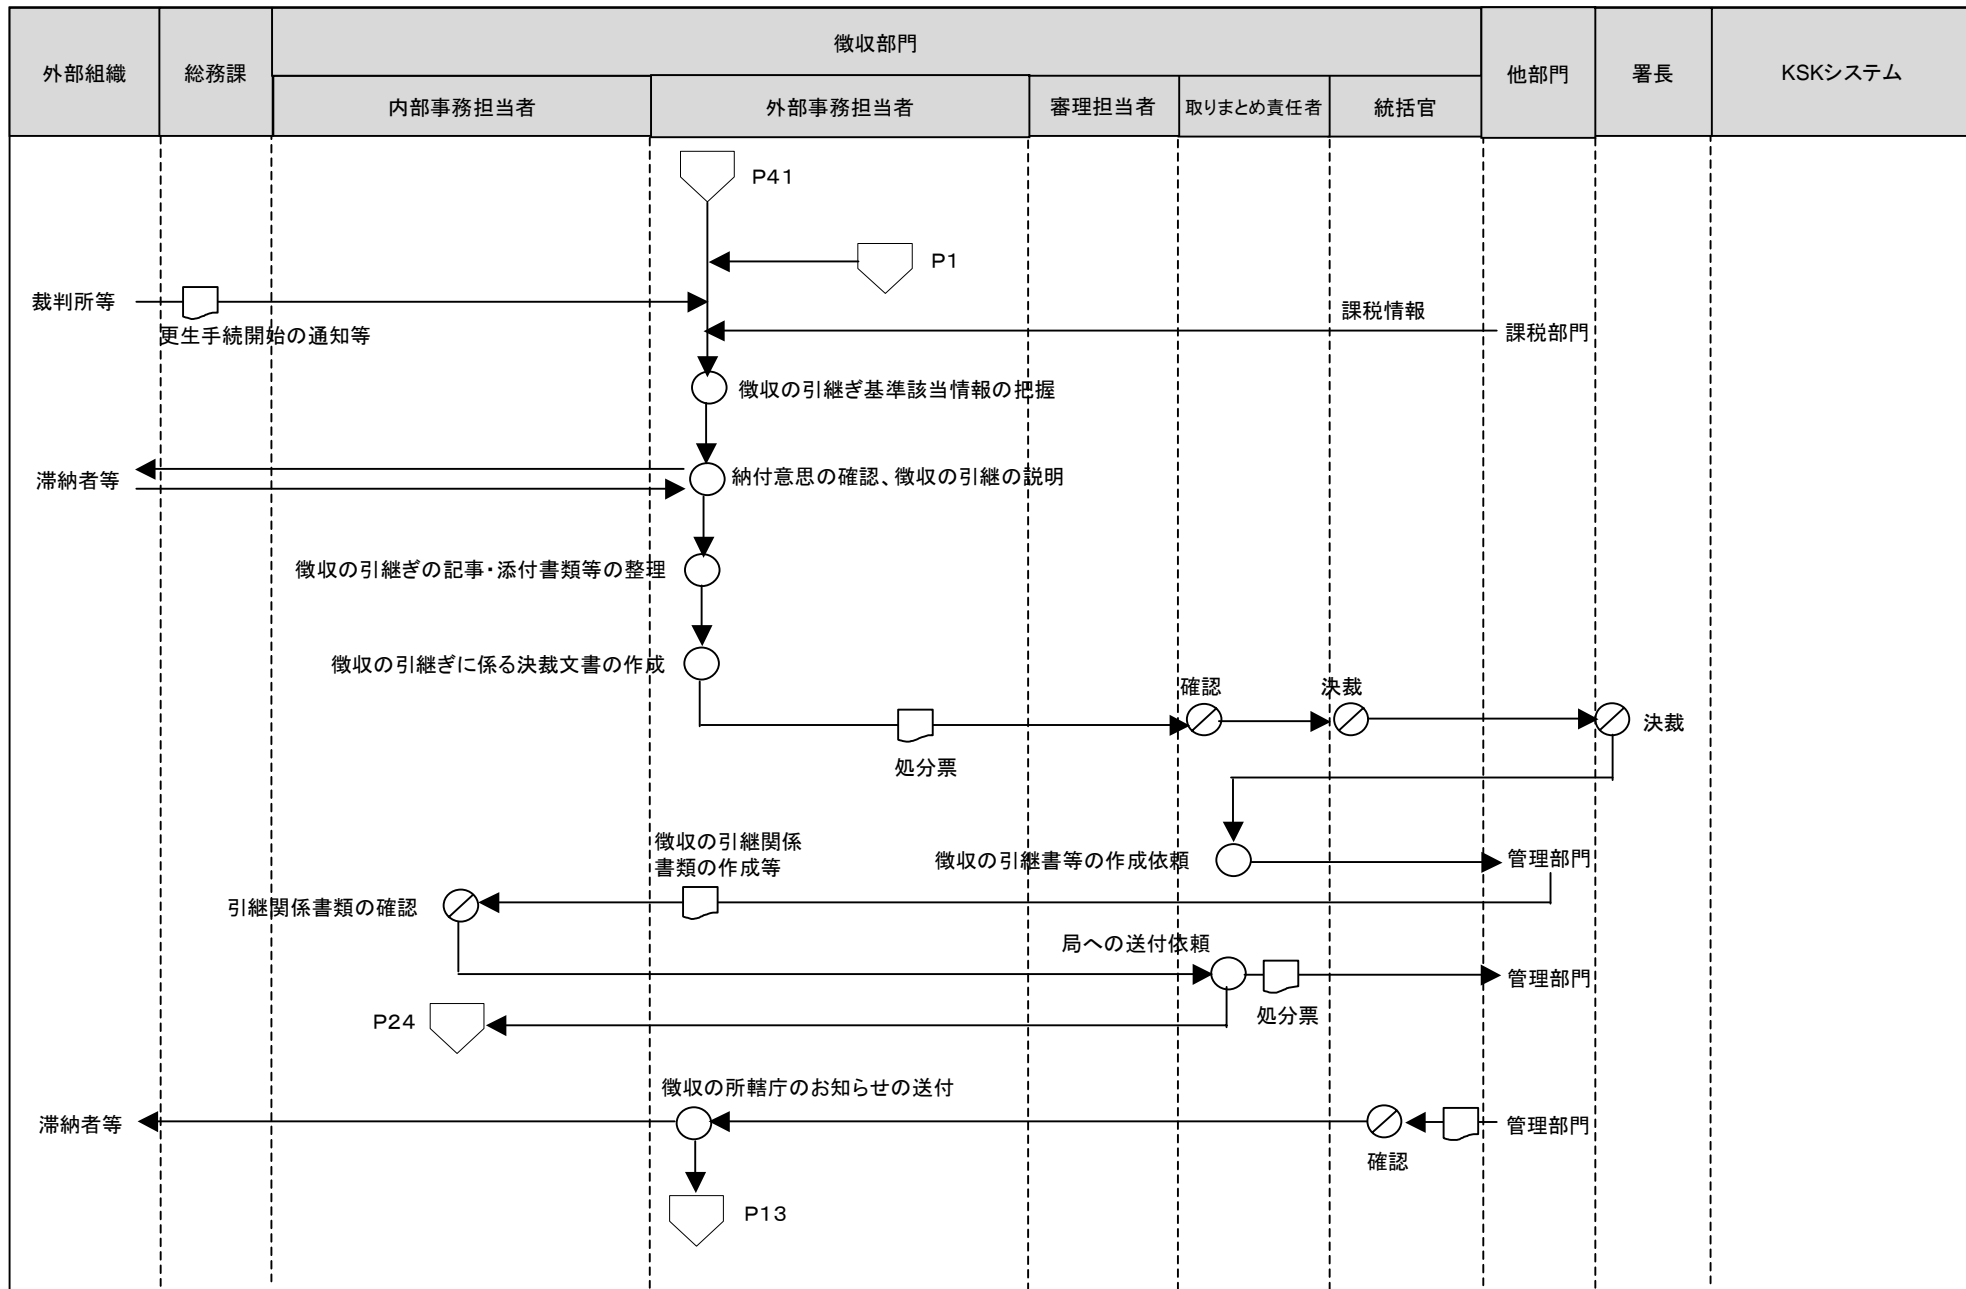 外部組織
総務課
徴収部門
他部門
署長
KSKシステム
内部事務担当者
外部事務担当者
審理担当者
取りまとめ責任者
統括官
P41
P1
裁判所等
更生手続開始の通知等
課税情報
課税部門
徴収の引継ぎ基準該当情報の把握
滞納者等
納付意思の確認、徴収の引継の説明
徴収の引継ぎの記事・添付書類等の整理
徴収の引継ぎに係る決裁文書の作成
確認
決裁
決裁
処分票
徴収の引継関係
書類の作成等
徴収の引継書等の作成依頼
管理部門
引継関係書類の確認
局への送付依頼
管理部門
処分票
P24
徴収の所轄庁のお知らせの送付
滞納者等
管理部門
確認
P13